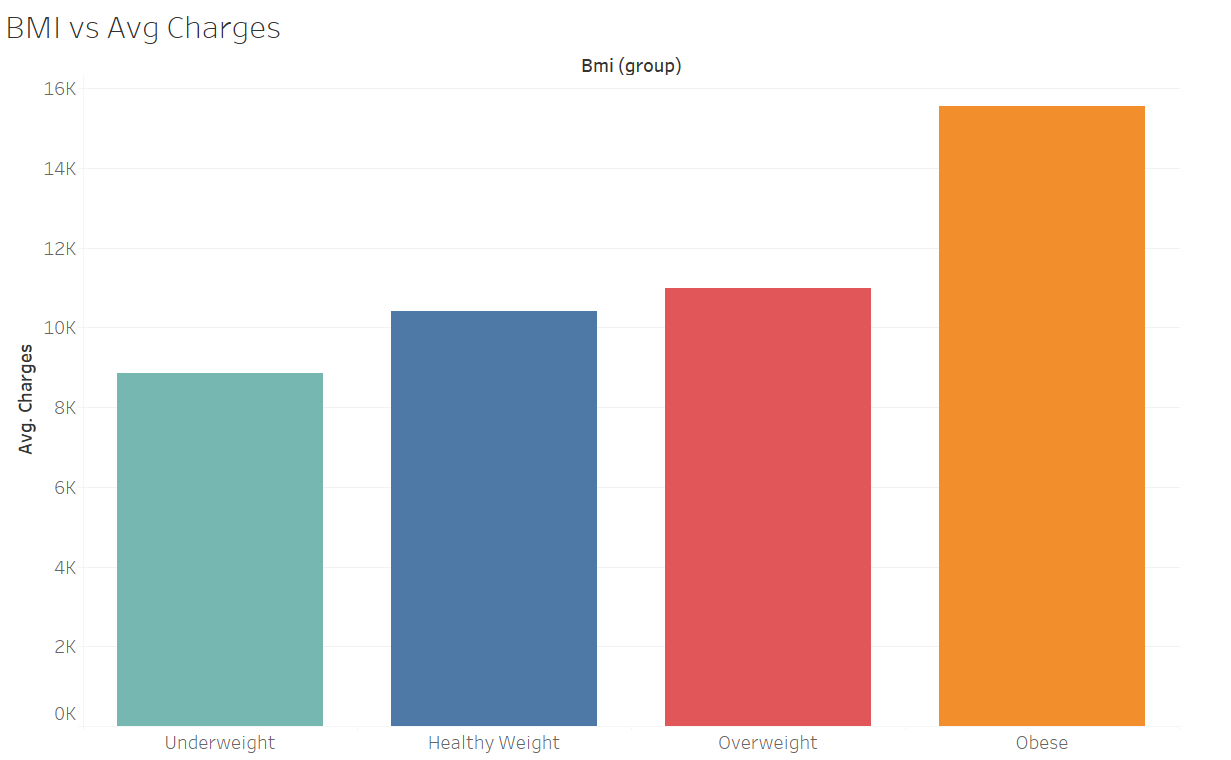 BMI vs Avg Charges
Bmi (group)
16K
14K
12K
10K
8K
6K
4K
2K
0K
Avg. Charges
Underweight
Healthy Weight
Overweight
Obese